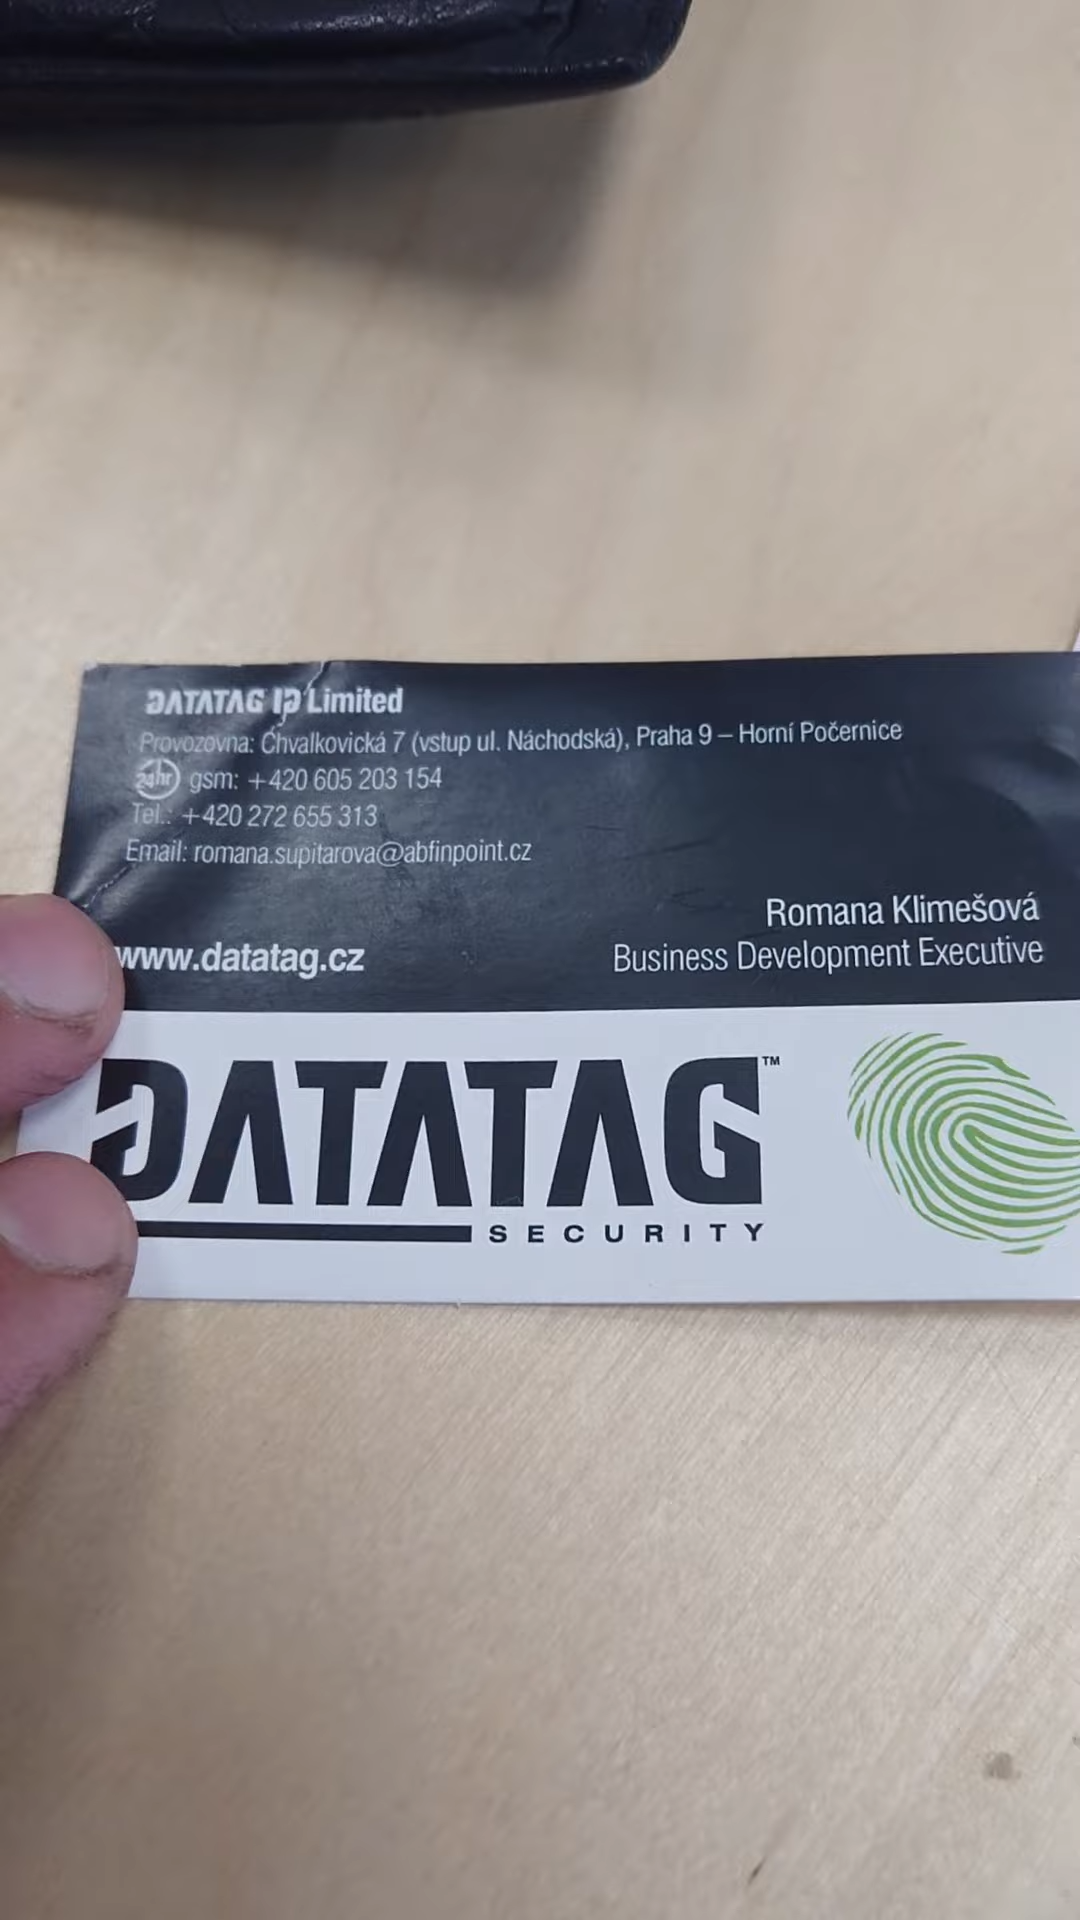 DATATAG ID Limited
Provozovna: Chvalkovická 7 (vstup ul. Náchodská), Praha 9 – Horní Počernice
24hr gsm: +420 605 203 154
Tel.: +420 272 655 313
Email: romana.supitarova@abfinpoint.cz
Romana Klimešová
Business Development Executive
www.datatag.cz
DATATAG™
SECURITY